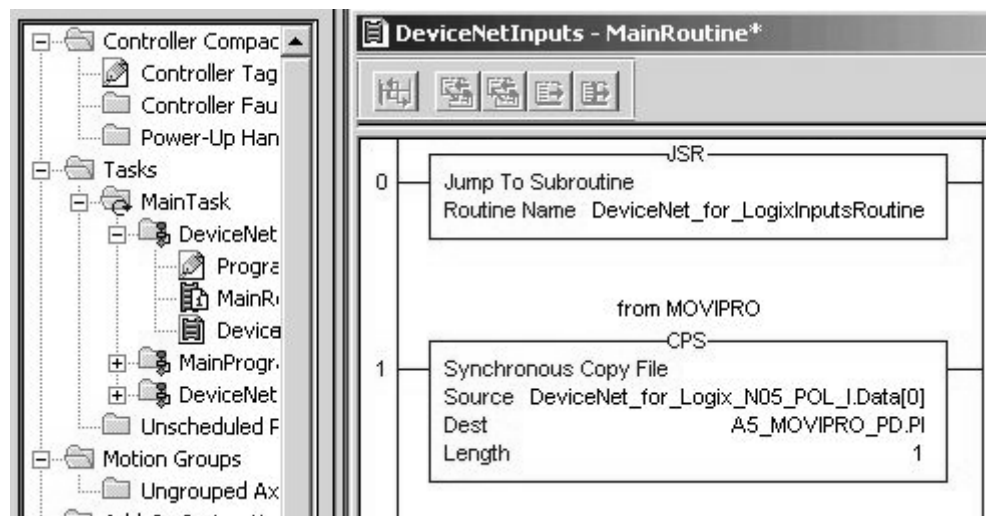 Controller Compac
Controller Tag
Controller Fau
Power-Up Han
Tasks
MainTask
DeviceNet
Progra
MainR
Device
MainProgr
DeviceNet
Unscheduled P
Motion Groups
Ungrouped Ax
DeviceNetInputs - MainRoutine*
0
JSR
Jump To Subroutine
Routine Name DeviceNet_for_LogixInputsRoutine
from MOVIPRO
1
CPS
Synchronous Copy File
Source DeviceNet_for_Logix_N05_POL_I.Data[0]
Dest A5_MOVIPRO_PD.PI
Length 1